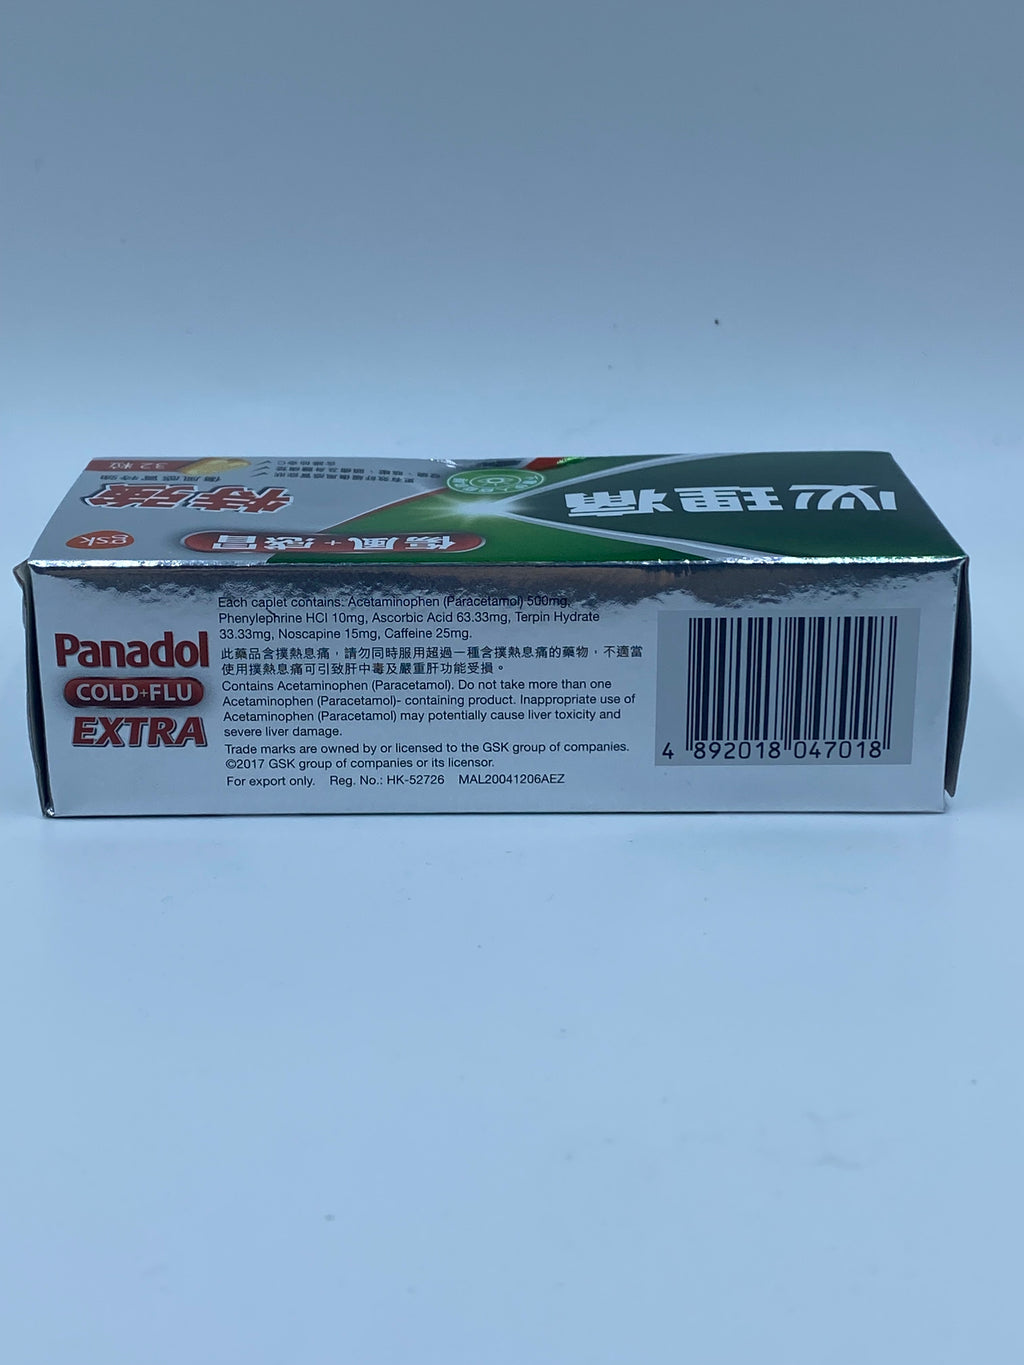 32 粒
特強
傷風感冒特強
gsk
傷風+感冒
必理痛
Panadol
COLD+FLU
EXTRA
Each caplet contains: Acetaminophen (Paracetamol) 500mg,
Phenylephrine HCl 10mg, Ascorbic Acid 63.33mg, Terpin Hydrate
33.33mg, Noscapine 15mg, Caffeine 25mg.
此藥品含撲熱息痛，請勿同時服用超過一種含撲熱息痛的藥物，不適當
使用撲熱息痛可引致肝中毒及嚴重肝功能受損。
Contains Acetaminophen (Paracetamol). Do not take more than one
Acetaminophen (Paracetamol)- containing product. Inappropriate use of
Acetaminophen (Paracetamol) may potentially cause liver toxicity and
severe liver damage.
Trade marks are owned by or licensed to the GSK group of companies.
©2017 GSK group of companies or its licensor.
For export only. Reg. No.: HK-52726 MAL20041206AEZ
4 892018 047018